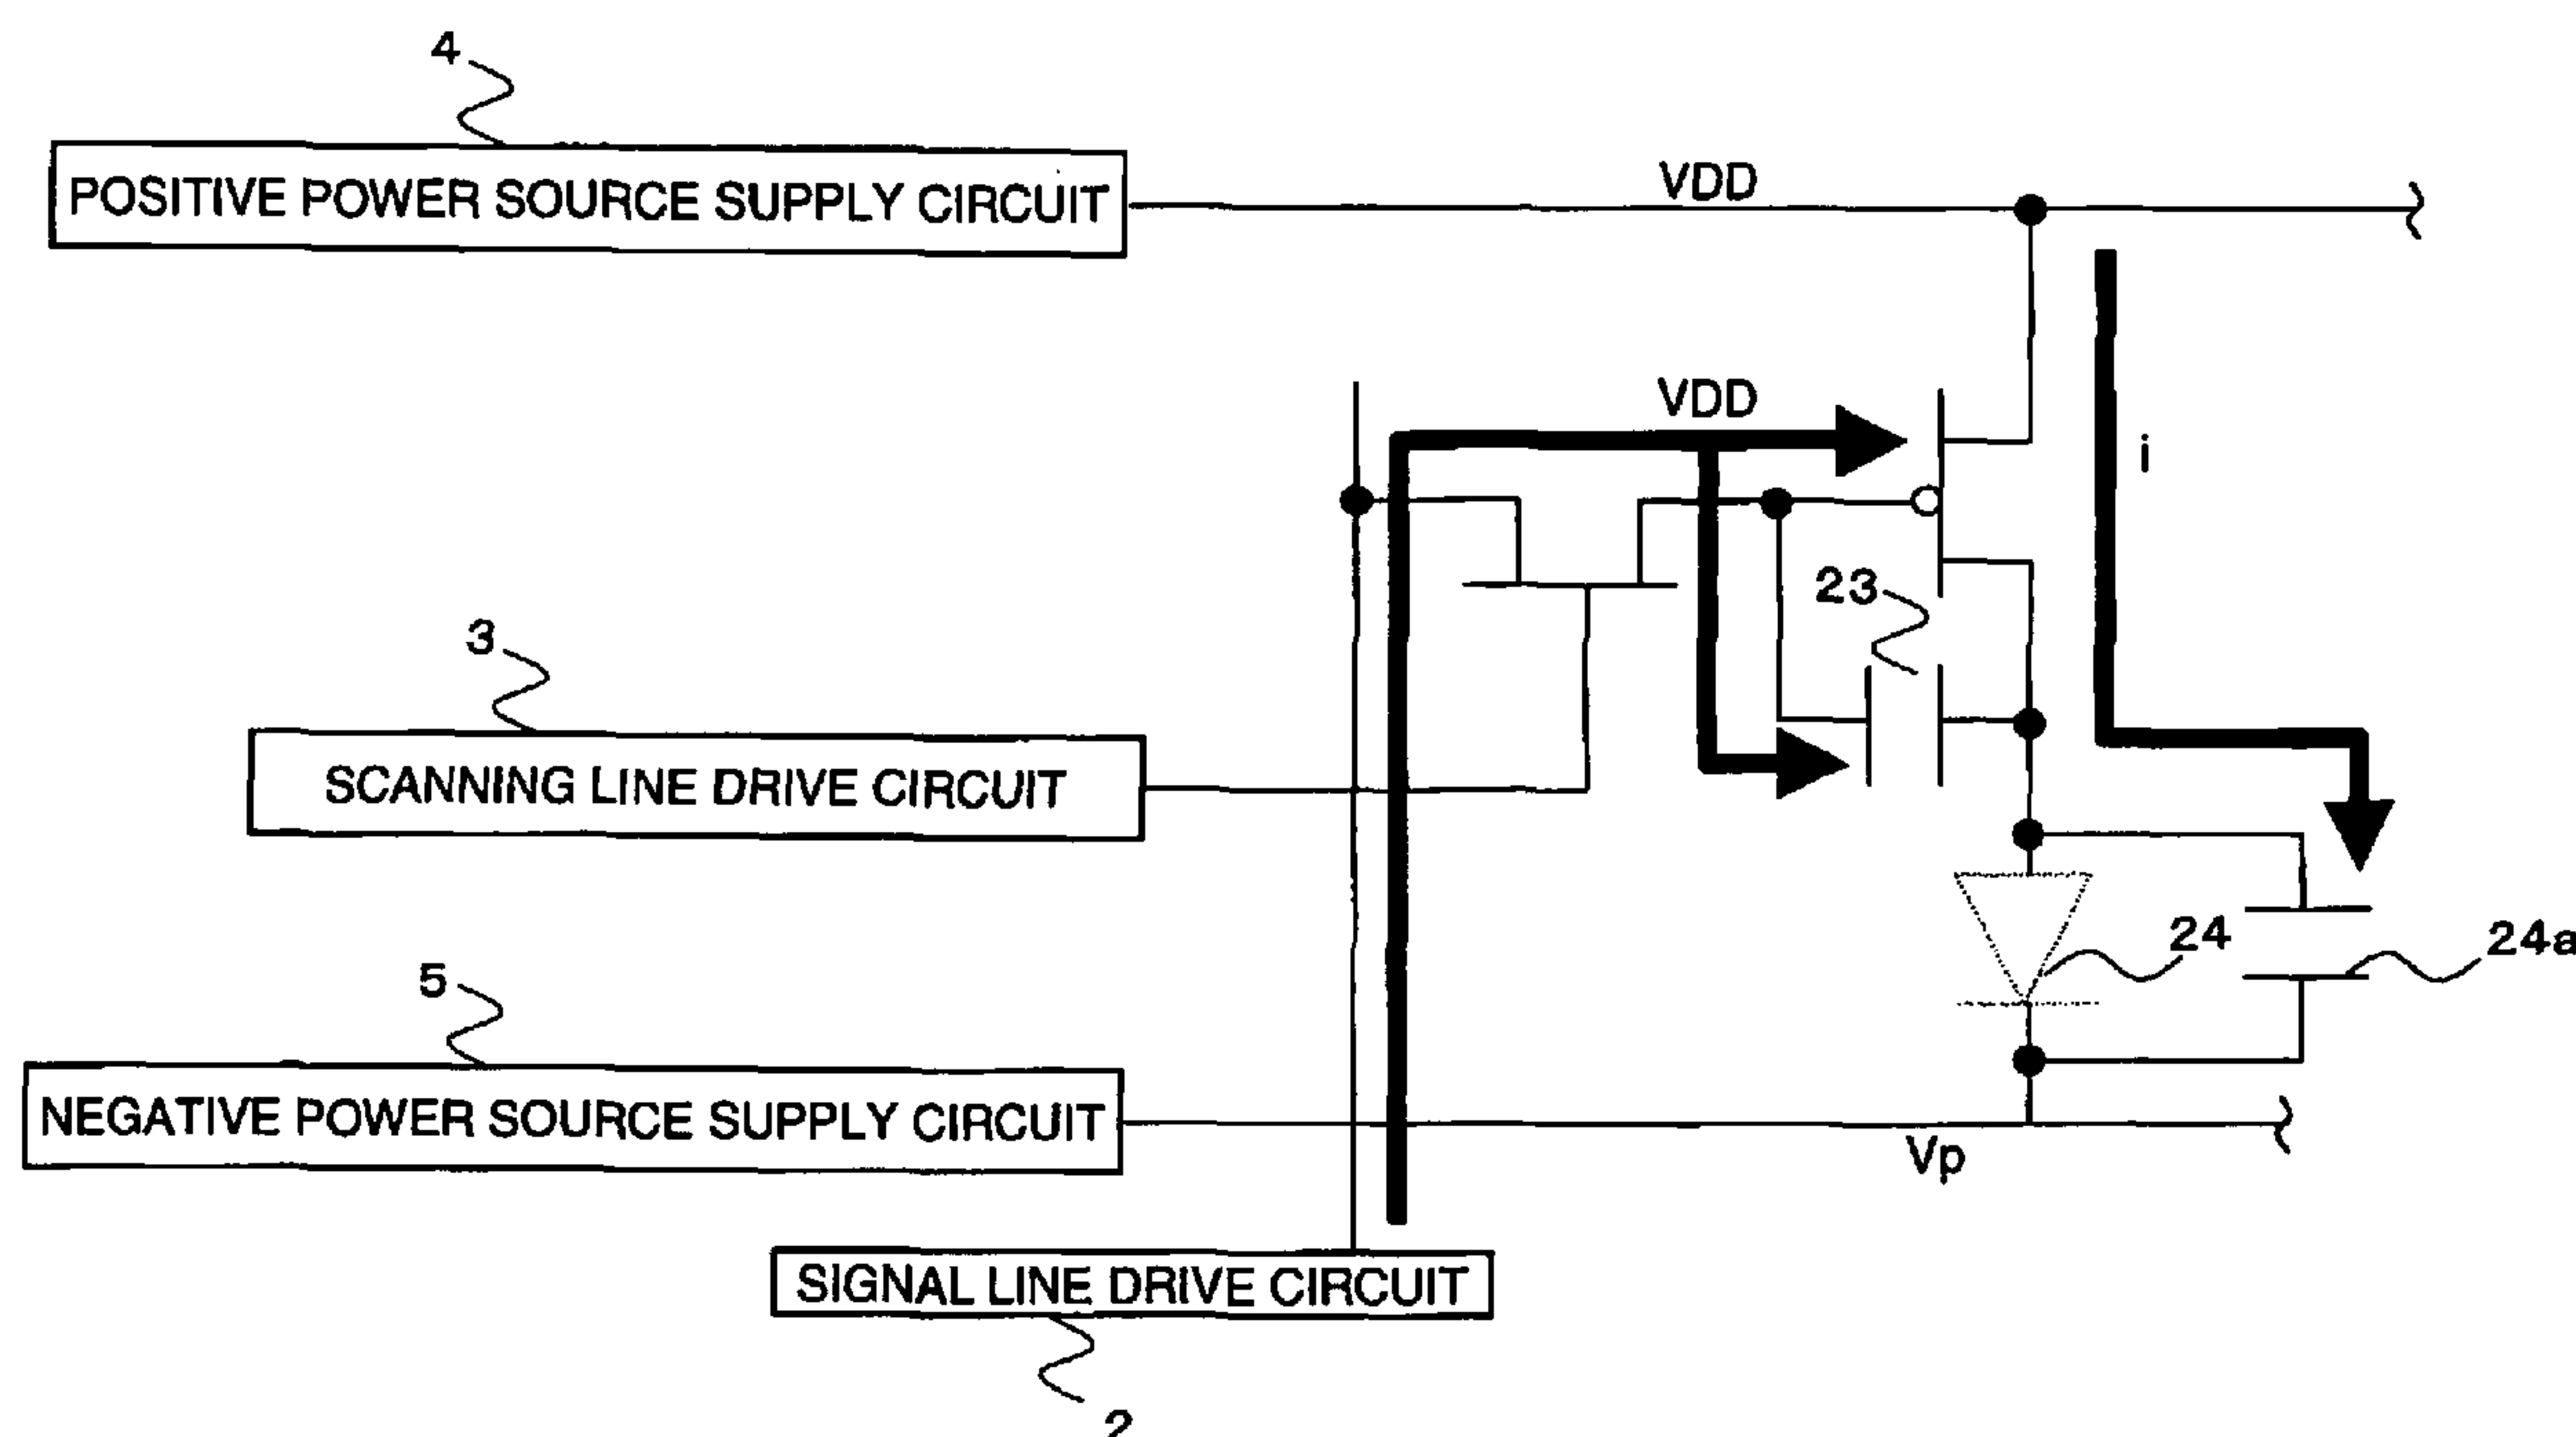 4
POSITIVE POWER SOURCE SUPPLY CIRCUIT
VDD
VDD
i
23
3
SCANNING LINE DRIVE CIRCUIT
24
24a
5
NEGATIVE POWER SOURCE SUPPLY CIRCUIT
Vp
SIGNAL LINE DRIVE CIRCUIT
2